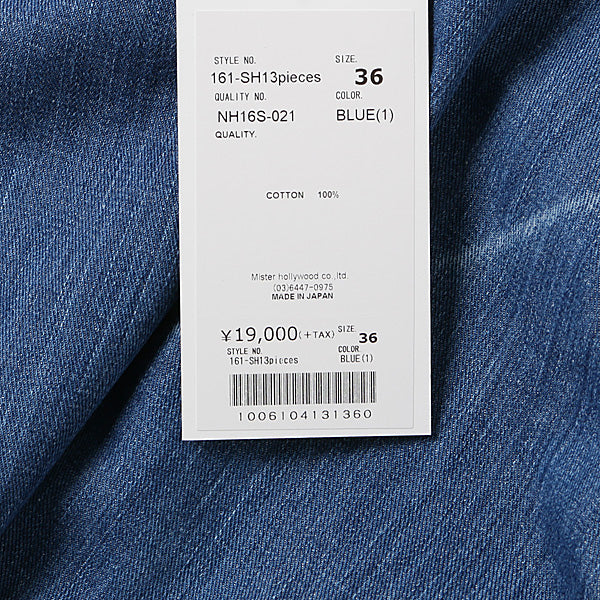 STYLE NO. SIZE.
161-SH13pieces 36
QUALITY NO. COLOR.
NH16S-021 BLUE(1)
QUALITY.
COTTON 100%
Mister hollywood co.,ltd.
(03)6447-0975
MADE IN JAPAN
¥19,000(+TAX) SIZE. 36
STYLE NO. COLOR
161-SH13pieces BLUE(1)
1006104131360